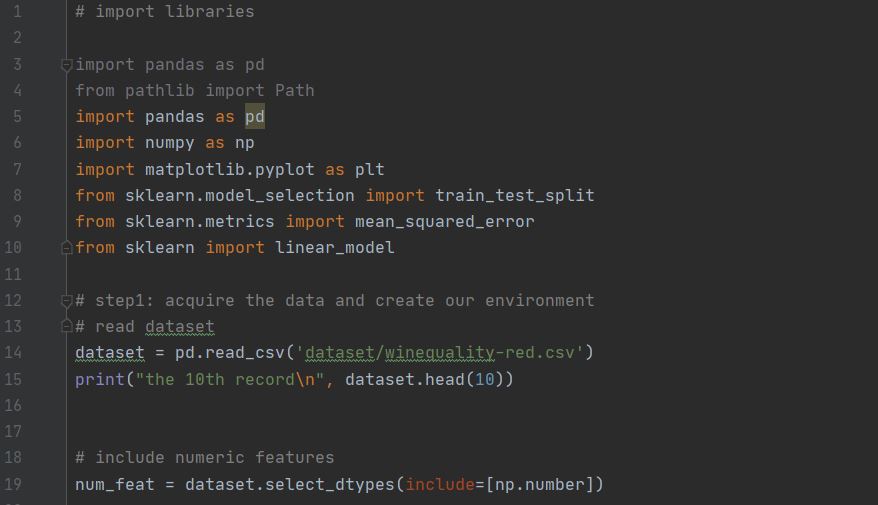 1 # import libraries
2
3 import pandas as pd
4 from pathlib import Path
5 import pandas as pd
6 import numpy as np
7 import matplotlib.pyplot as plt
8 from sklearn.model_selection import train_test_split
9 from sklearn.metrics import mean_squared_error
10 from sklearn import linear_model
11
12 # step1: acquire the data and create our environment
13 # read dataset
14 dataset = pd.read_csv('dataset/winequality-red.csv')
15 print("the 10th record\n", dataset.head(10))
16
17
18 # include numeric features
19 num_feat = dataset.select_dtypes(include=[np.number])